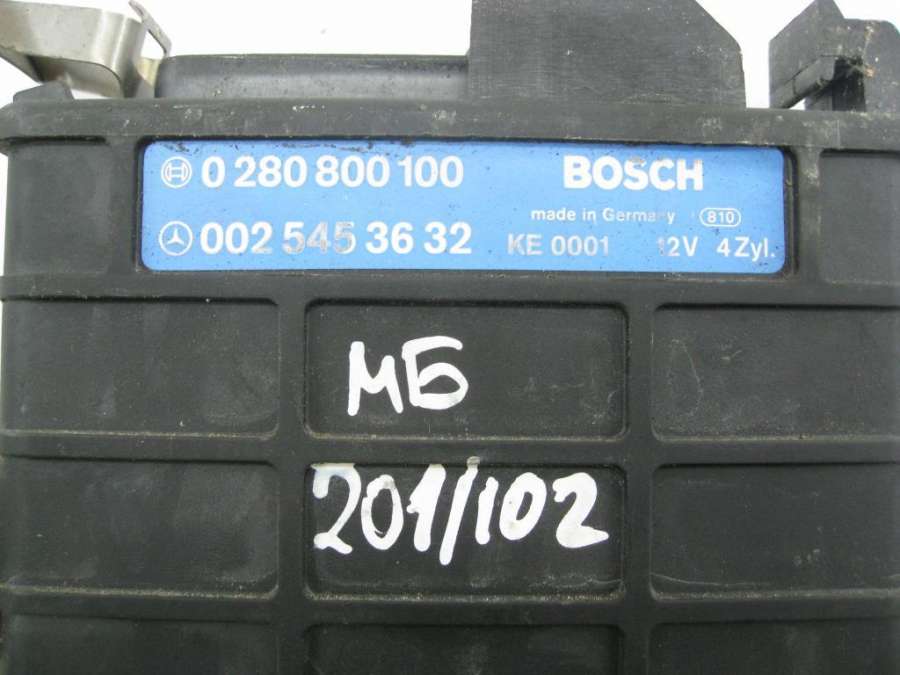 0 280 800 100 BOSCH
made in Germany 810
002 545 36 32 KE 0001 12V 4 Zyl.
МБ
201/102